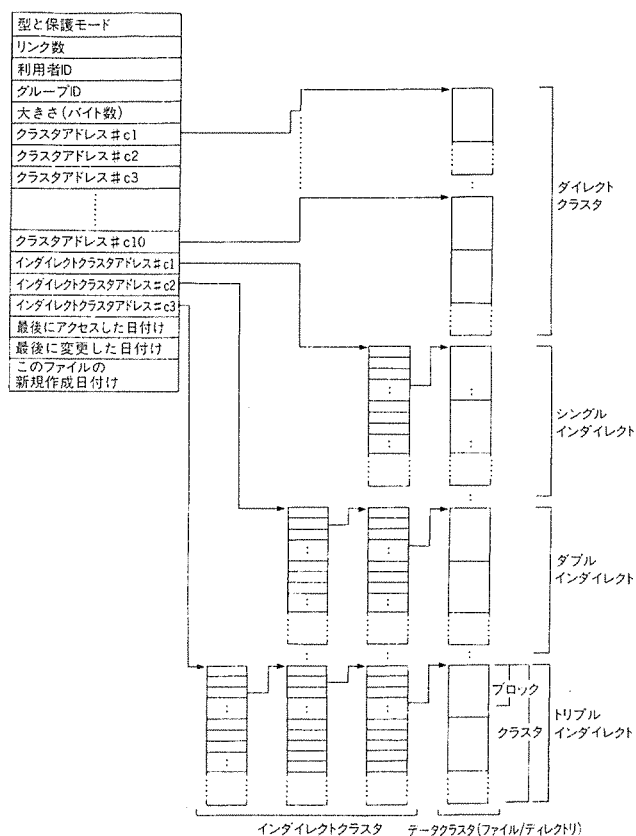 型と保護モード
リンク数
利用者ID
グループID
大きさ(バイト数)
クラスタアドレス#c1
クラスタアドレス#c2
クラスタアドレス#c3
クラスタアドレス#c10
インダイレクトクラスタアドレス#c1
インダイレクトクラスタアドレス#c2
インダイレクトクラスタアドレス#c3
最後にアクセスした日付け
最後に変更した日付け
このファイルの
新規作成日付け
ダイレクト
クラスタ
シングル
インダイレクト
ダブル
インダイレクト
ブロック
クラスタ
トリプル
インダイレクト
インダイレクトクラスタ
データクラスタ(ファイル/ディレクトリ)